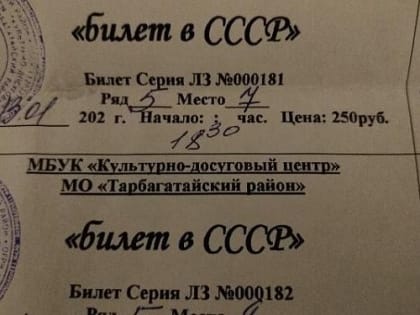 «билет в СССР»
Билет Серия ЛЗ №000181
Ряд 5 Место 7
202 г. Начало: : час. Цена: 250руб.
18 30
МБУК «Культурно-досуговый центр»
МО «Тарбагатайский район»
«билет в СССР»
Билет Серия ЛЗ №000182